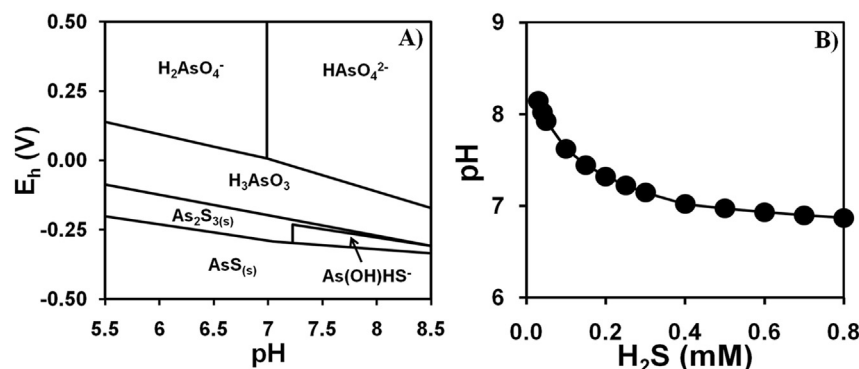 A)
H₂AsO₄⁻
HAsO₄²⁻
H₃AsO₃
As₂S₃(s)
AsS(s)
As(OH)HS⁻
0.50
0.25
0.00
-0.25
-0.50
Eₕ (V)
5.5 6 6.5 7 7.5 8 8.5
pH
B)
9
8
7
6
pH
0.0 0.2 0.4 0.6 0.8
H₂S (mM)